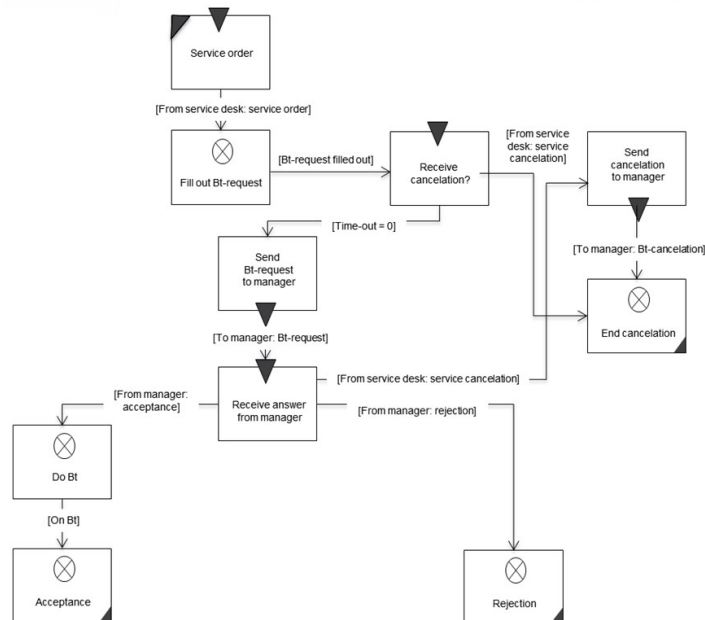 Service order
[From service desk: service order]
Fill out Bt-request
[Bt-request filled out]
Receive
cancelation?
[From service
desk: service
cancelation]
Send
cancelation
to manager
[Time-out = 0]
Send
Bt-request
to manager
[To manager: Bt-cancelation]
End cancelation
[To manager: Bt-request]
Receive answer
from manager
[From service desk: service cancelation]
[From manager:
acceptance]
[From manager: rejection]
Do Bt
[On Bt]
Acceptance
Rejection